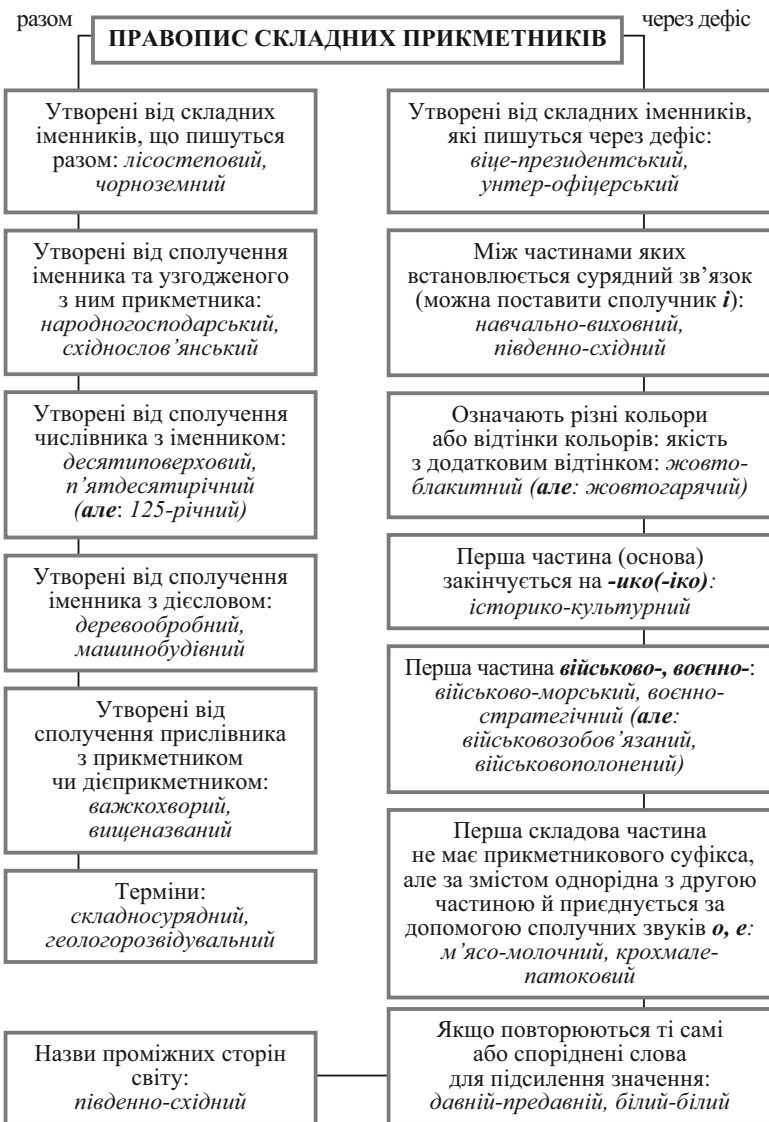 разом
через дефіс
ПРАВОПИС СКЛАДНИХ ПРИКМЕТНИКІВ
Утворені від складних
іменників, що пишуться
разом: лісостеповий,
чорноземний
Утворені від сполучення
іменника та узгодженого
з ним прикметника:
народногосподарський,
східнослов’янський
Утворені від сполучення
числівника з іменником:
десятиповерховий,
п’ятдесятирічний
(але: 125-річний)
Утворені від сполучення
іменника з дієсловом:
деревообробний,
машинобудівний
Утворені від
сполучення прислівника
з прикметником
чи дієприкметником:
важкохворий,
вищеназваний
Терміни:
складносурядний,
геологорозвідувальний
Утворені від складних іменників,
які пишуться через дефіс:
віце-президентський,
унтер-офіцерський
Між частинами яких
встановлюється сурядний зв’язок
(можна поставити сполучник і):
навчально-виховний,
південно-східний
Означають різні кольори
або відтінки кольорів: якість
з додатковим відтінком: жовто-
блакитний (але: жовтогарячий)
Перша частина (основа)
закінчується на -ико(-іко):
історико-культурний
Перша частина військово-, воєнно-:
військово-морський, воєнно-
стратегічний (але:
військовозобов’язаний,
військовополонений)
Перша складова частина
не має прикметникового суфікса,
але за змістом однорідна з другою
частиною й приєднується за
допомогою сполучних звуків о, е:
м’ясо-молочний, крохмале-
патоковий
Якщо повторюються ті самі
або споріднені слова
для підсилення значення:
давній-предавній, білий-білий
Назви проміжних сторін
світу:
південно-східний